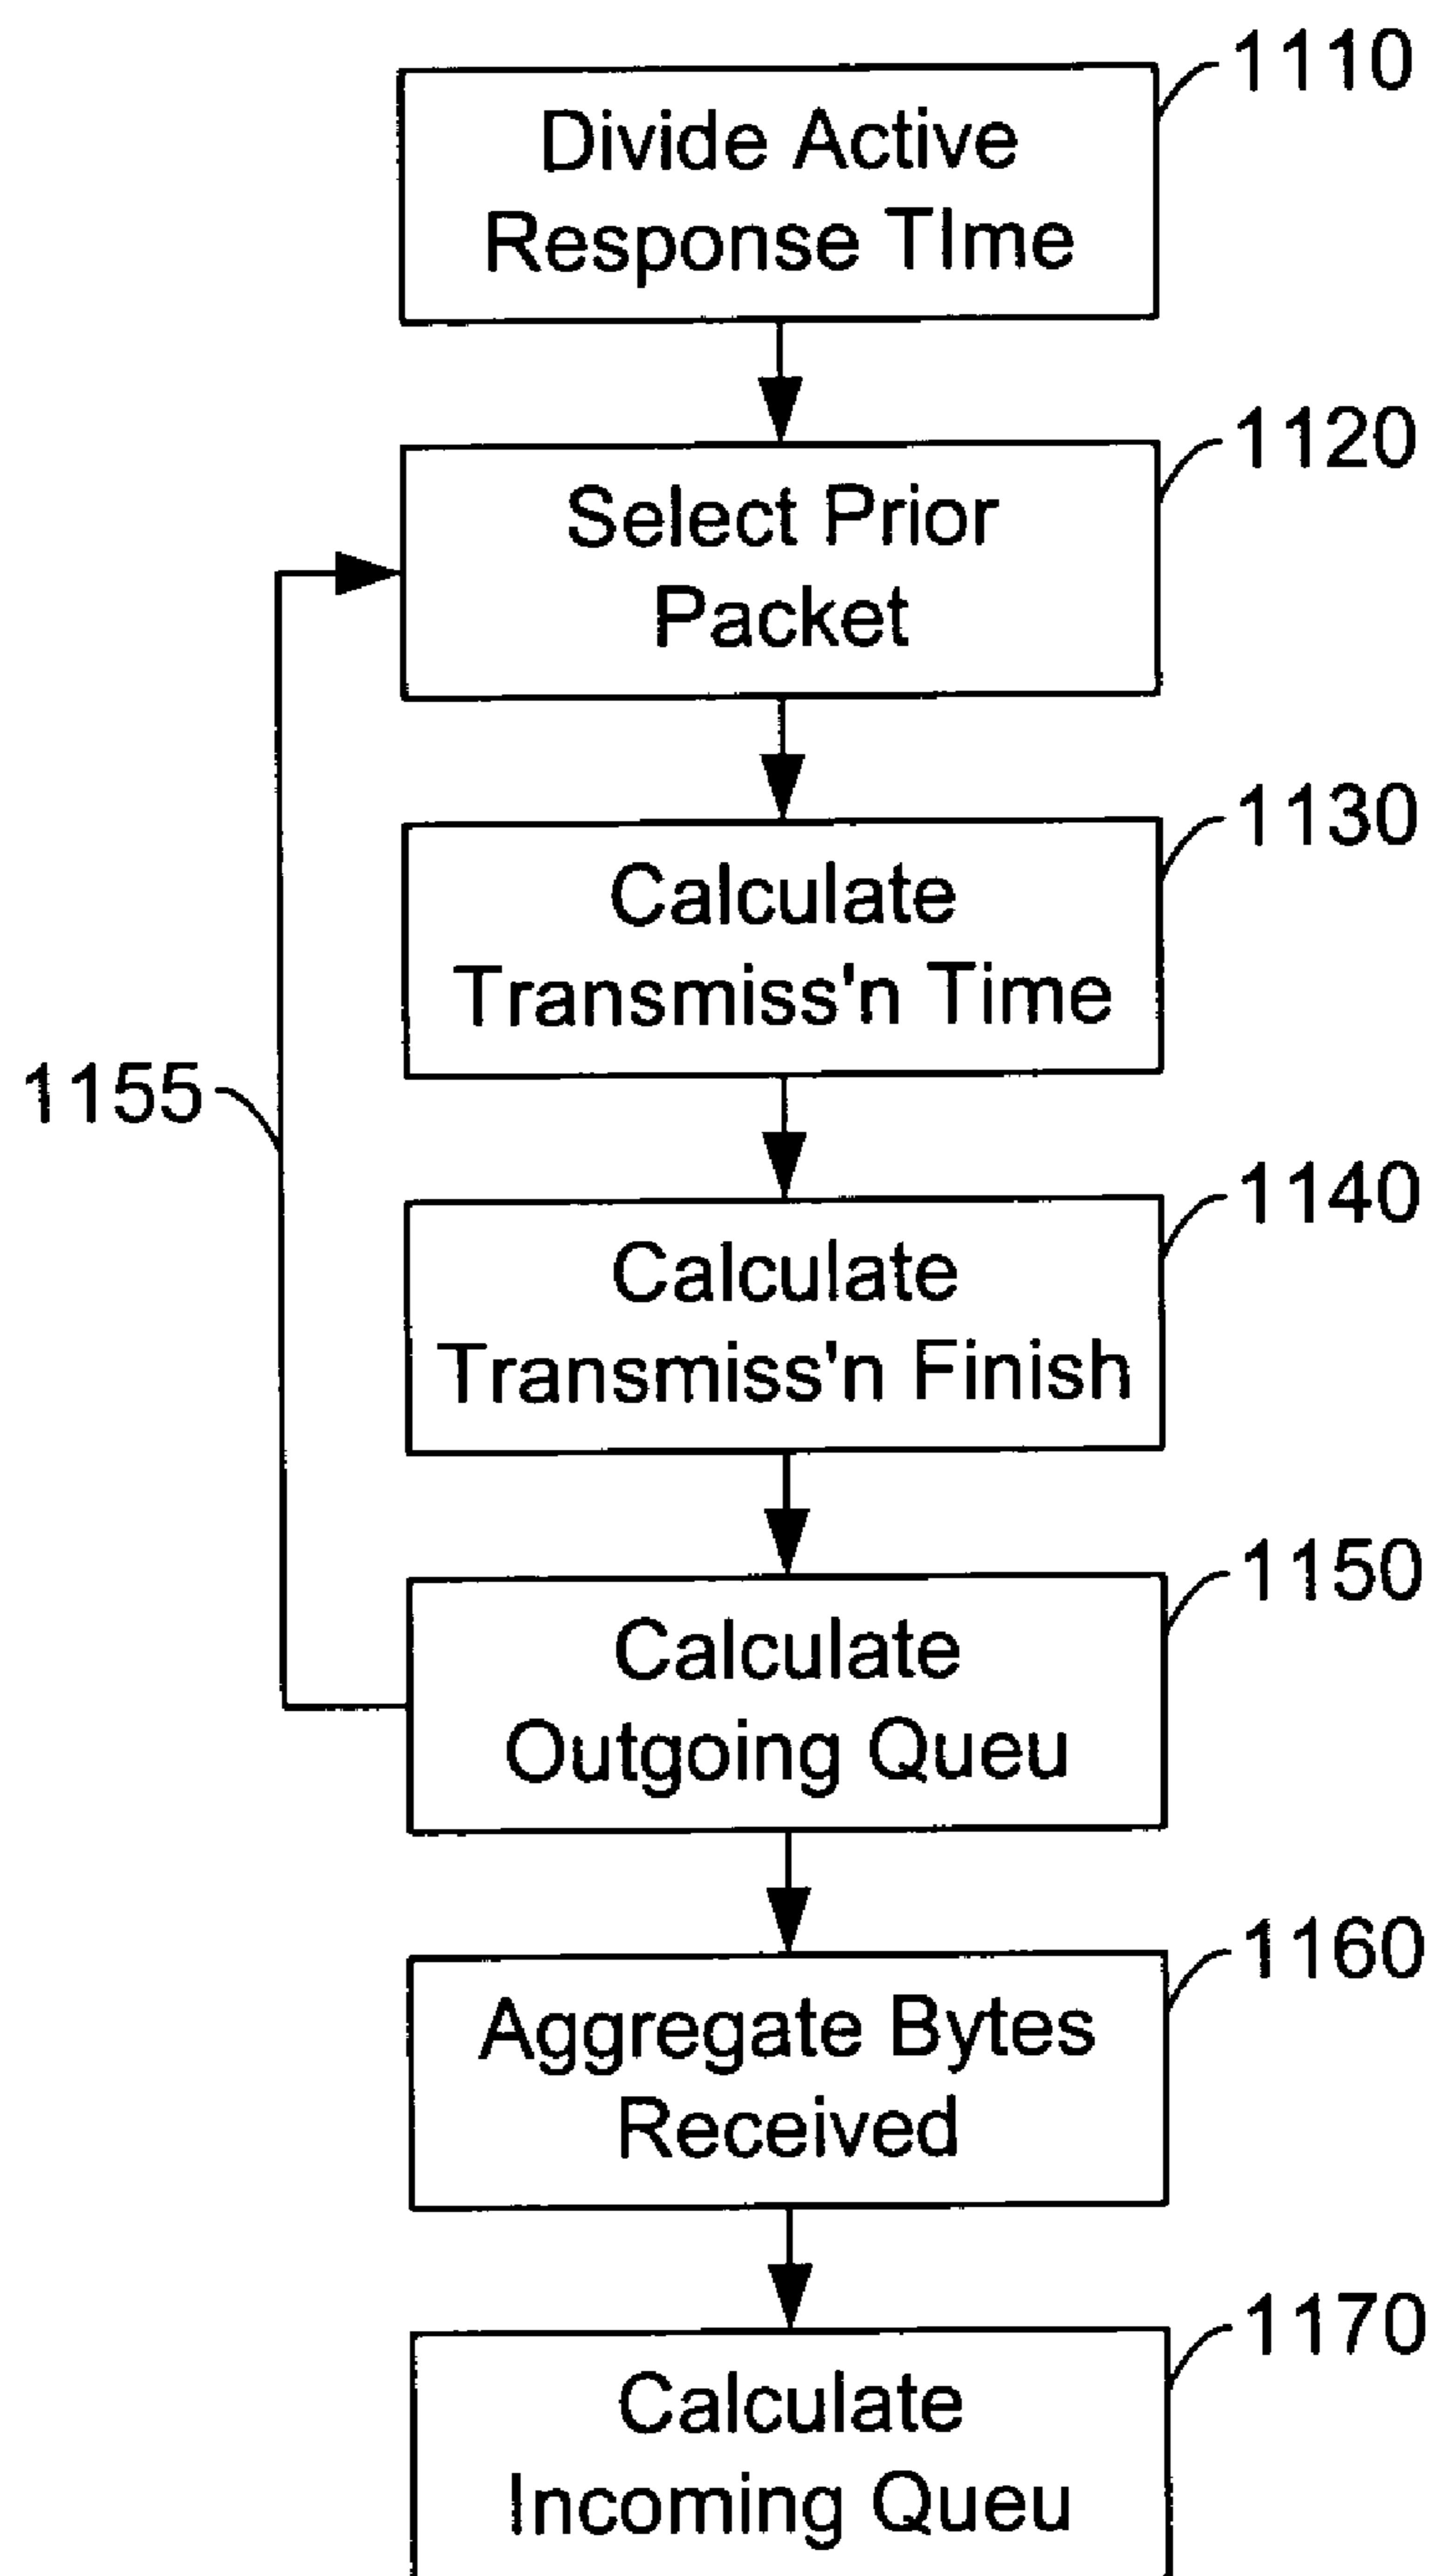 1110
Divide Active
Response TIme
1120
Select Prior
Packet
1130
Calculate
Transmiss'n Time
1155
1140
Calculate
Transmiss'n Finish
1150
Calculate
Outgoing Queu
1160
Aggregate Bytes
Received
1170
Calculate
Incoming Queu